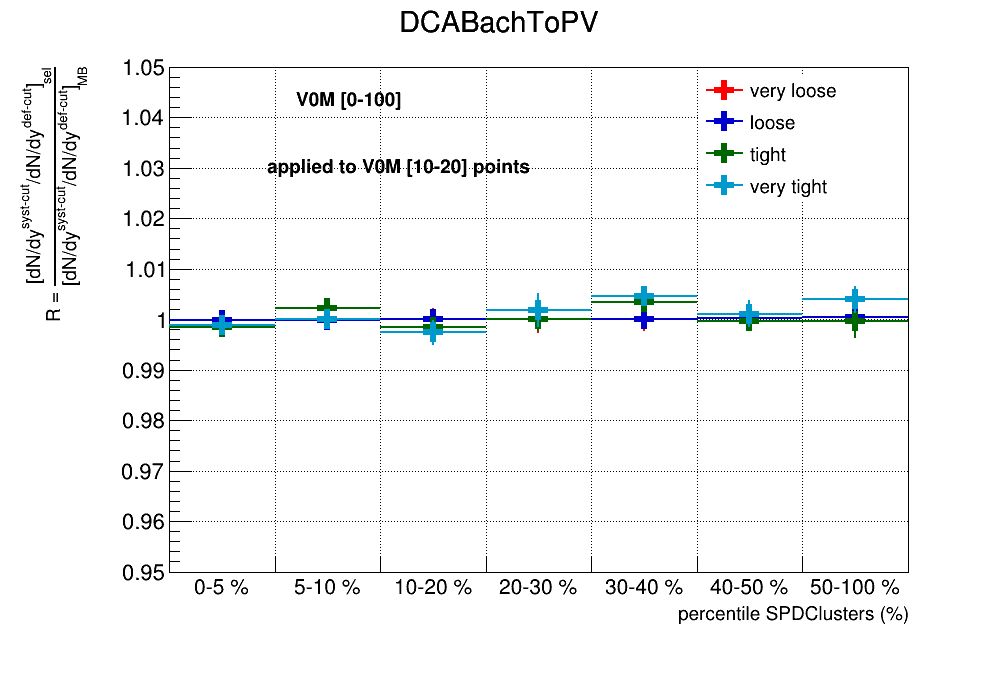 DCABachToPV
R = [dN/dy^syst-cut/dN/dy^def-cut]_sel
[dN/dy^syst-cut/dN/dy^def-cut]_MB
1.05
1.04
1.03
1.02
1.01
1
0.99
0.98
0.97
0.96
0.95
V0M [0-100]
applied to V0M [10-20] points
very loose
loose
tight
very tight
0-5 % 5-10 % 10-20 % 20-30 % 30-40 % 40-50 % 50-100 %
percentile SPDClusters (%)